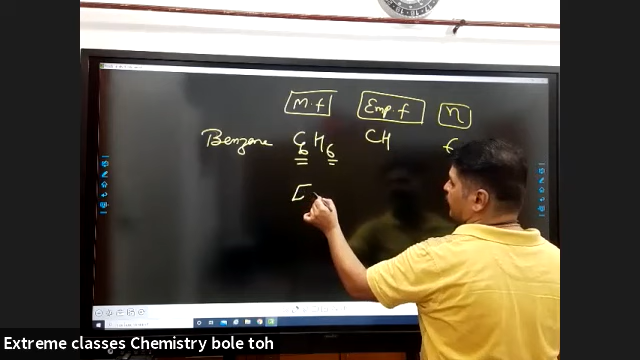 M.f Emp.f n
Benzene C6H6 CH 6
Extreme classes Chemistry bole toh